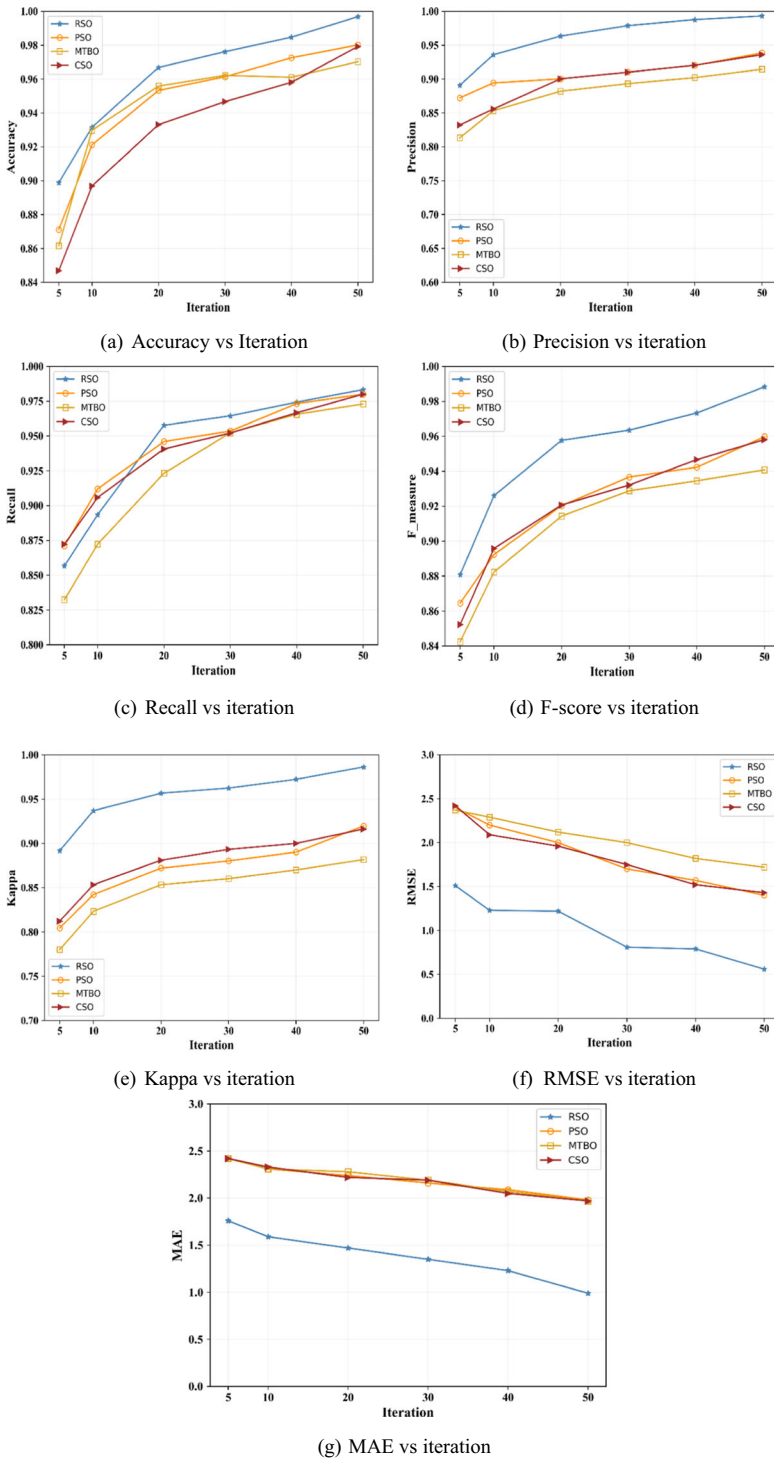 1.00
0.98
0.96
0.94
0.92
0.90
0.88
0.86
0.84
Accuracy
RSO
PSO
MTBO
CSO
5 10 20 30 40 50
Iteration
(a) Accuracy vs Iteration
1.00
0.95
0.90
0.85
0.80
0.75
0.70
0.65
0.60
Precision
RSO
PSO
MTBO
CSO
5 10 20 30 40 50
Iteration
(b) Precision vs iteration
1.000
0.975
0.950
0.925
0.900
0.875
0.850
0.825
0.800
Recall
RSO
PSO
MTBO
CSO
5 10 20 30 40 50
Iteration
(c) Recall vs iteration
1.00
0.98
0.96
0.94
0.92
0.90
0.88
0.86
0.84
F_measure
RSO
PSO
MTBO
CSO
5 10 20 30 40 50
Iteration
(d) F-score vs iteration
1.00
0.95
0.90
0.85
0.80
0.75
0.70
Kappa
RSO
PSO
MTBO
CSO
5 10 20 30 40 50
Iteration
(e) Kappa vs iteration
3.0
2.5
2.0
1.5
1.0
0.5
0.0
RMSE
RSO
PSO
MTBO
CSO
5 10 20 30 40 50
Iteration
(f) RMSE vs iteration
3.0
2.5
2.0
1.5
1.0
0.5
0.0
MAE
RSO
PSO
MTBO
CSO
5 10 20 30 40 50
Iteration
(g) MAE vs iteration